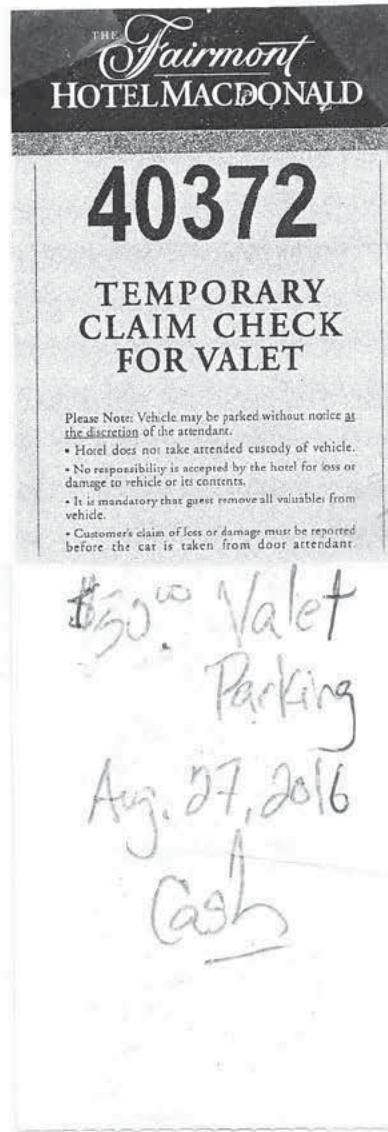 THE
Fairmont
HOTEL MACDONALD
40372
TEMPORARY
CLAIM CHECK
FOR VALET
Please Note: Vehicle may be parked without notice at
the discretion of the attendant.
• Hotel does not take attended custody of vehicle.
• No responsibility is accepted by the hotel for loss or
damage to vehicle or its contents.
• It is mandatory that guest remove all valuables from
vehicle.
• Customer's claim of loss or damage must be reported
before the car is taken from door attendant.
$50.00 Valet
Parking
Aug. 27, 2016
Cash